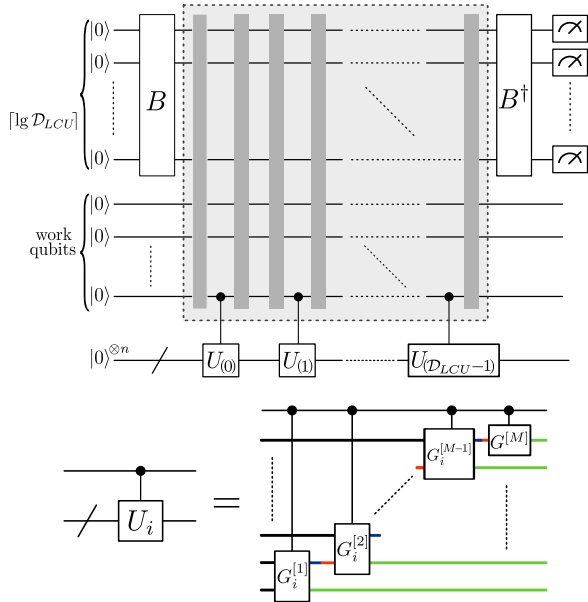 |0⟩
|0⟩
⌈lg 𝒟_{LCU}⌉
B
B^†
|0⟩
|0⟩
work
qubits
|0⟩
|0⟩
|0⟩^{⊗n}
U_{(0)}
U_{(1)}
U_{(𝒟_{LCU}−1)}
U_i
=
G_i^{[1]}
G_i^{[2]}
G_i^{[M−1]}
G^{[M]}